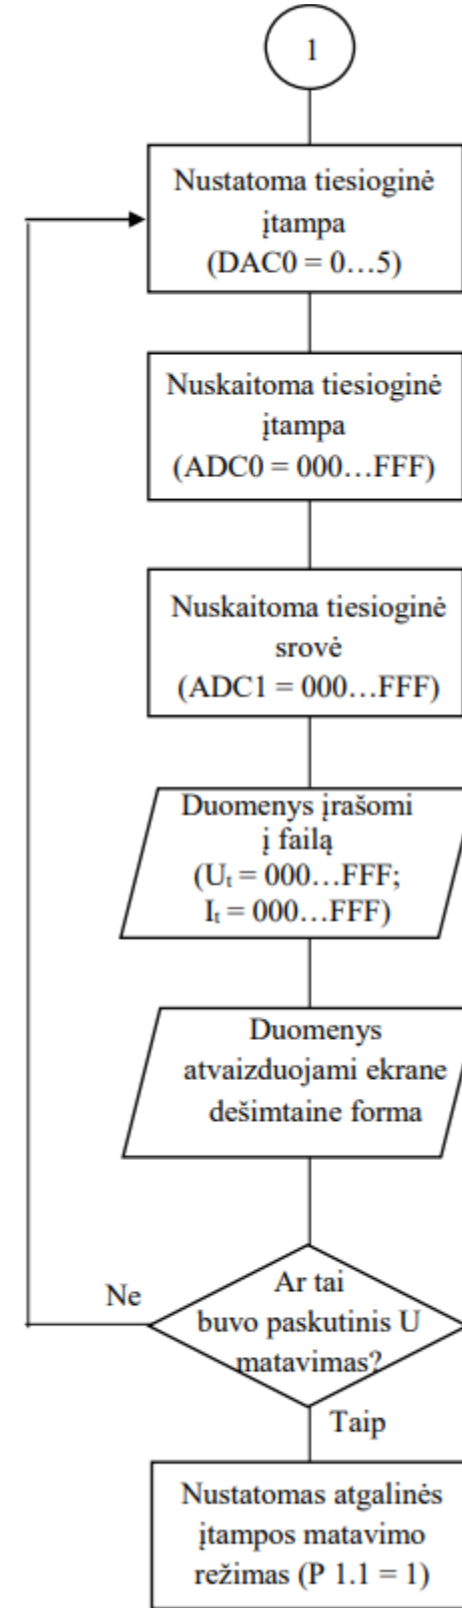 1
Nustatoma tiesioginė
įtampa
(DAC0 = 0…5)
Nuskaitoma tiesioginė
įtampa
(ADC0 = 000…FFF)
Nuskaitoma tiesioginė
srovė
(ADC1 = 000…FFF)
Duomenys įrašomi
į failą
(Uₜ = 000…FFF;
Iₜ = 000…FFF)
Duomenys
atvaizduojami ekrane
dešimtaine forma
Ne
Ar tai
buvo paskutinis U
matavimas?
Taip
Nustatomas atgalinės
įtampos matavimo
režimas (P 1.1 = 1)